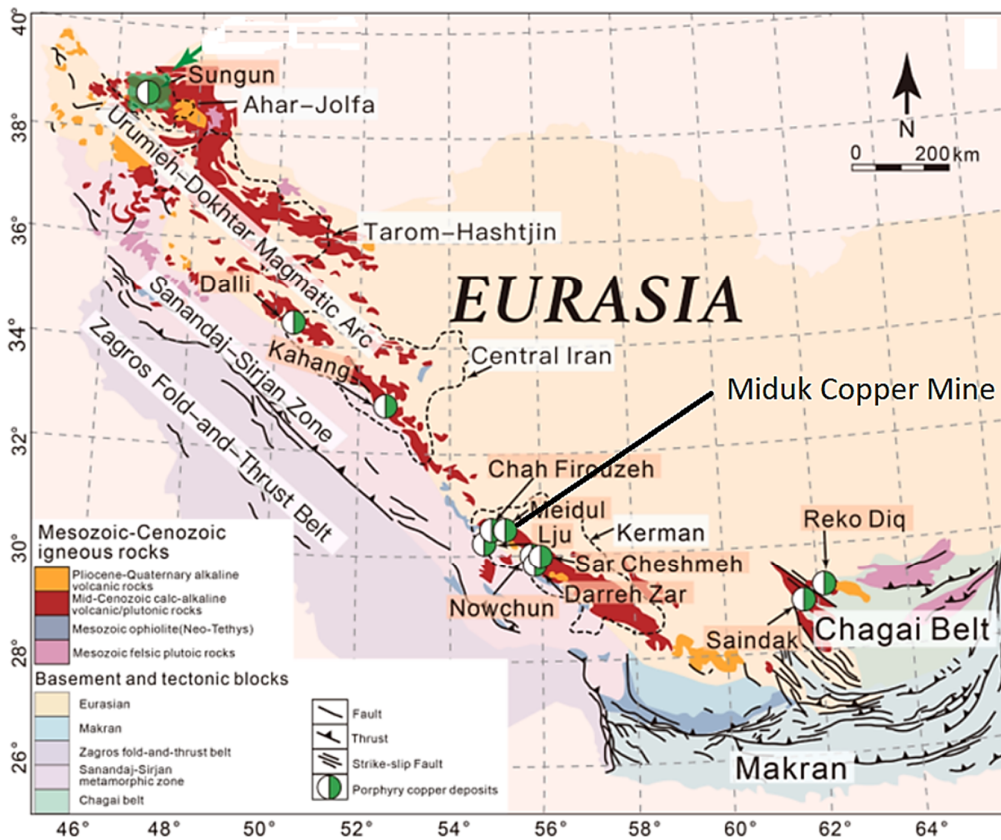 40°
38°
36°
34°
32°
30°
28°
26°
Sungun
Ahar–Jolfa
N
0 200 km
Urumieh–Dokhtar Magmatic Arc
Tarom–Hashtjin
Dalli
EURASIA
Sanandaj–Sirjan Zone
Kahang
Central Iran
Zagros Fold–and–Thrust Belt
Miduk Copper Mine
Chah Firouzeh
Meidul
Lju
Kerman
Reko Diq
Sar Cheshmeh
Darreh Zar
Nowchun
Saindak
Chagai Belt
Makran
Mesozoic-Cenozoic
igneous rocks
Pliocene-Quaternary alkaline
volcanic rocks
Mid-Cenozoic calc-alkaline
volcanic/plutonic rocks
Mesozoic ophiolite(Neo-Tethys)
Mesozoic felsic plutoic rocks
Basement and tectonic blocks
Eurasian
Makran
Zagros fold-and-thrust belt
Sanandaj-Sirjan
metamorphic zone
Chagai belt
Fault
Thrust
Strike-slip Fault
Porphyry copper deposits
46° 48° 50° 52° 54° 56° 58° 60° 62° 64°